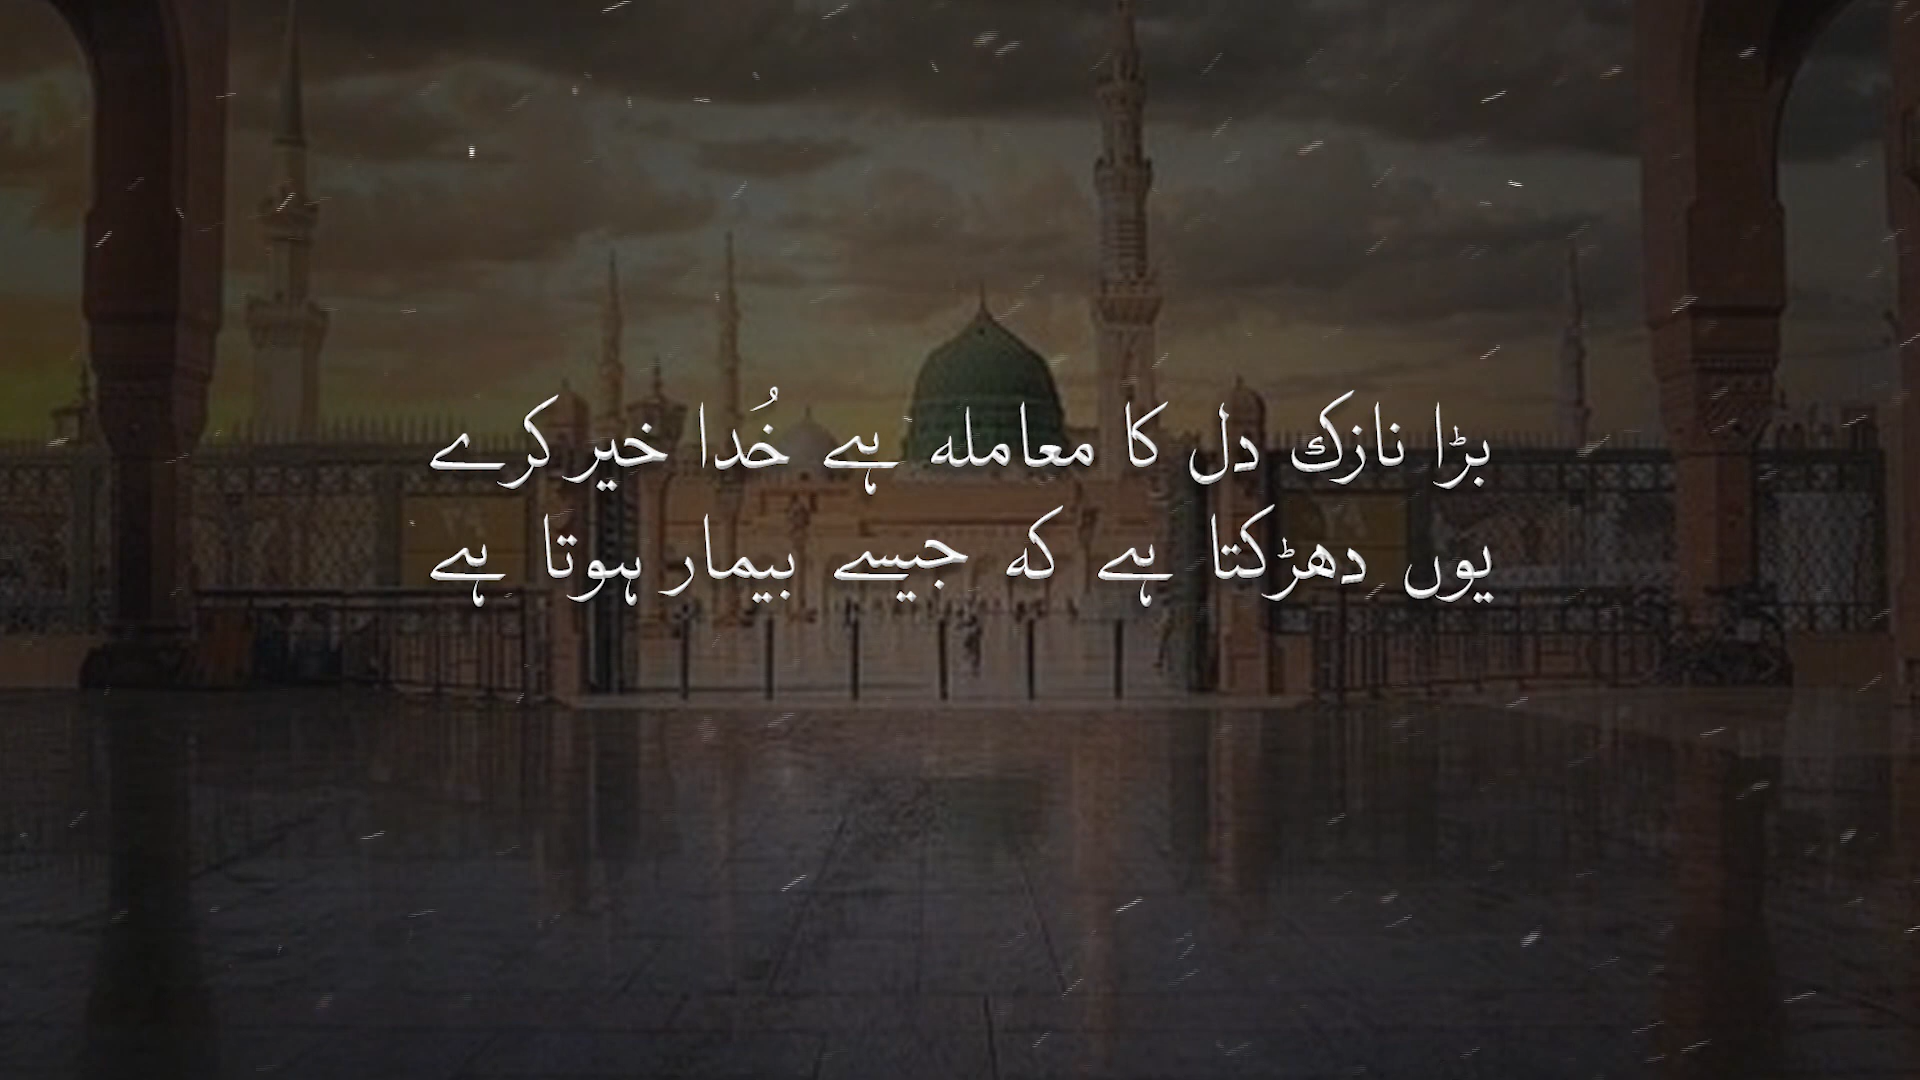 بڑا نازک دل کا معاملہ ہے خُدا خیر کرے
یوں دھڑکتا ہے کہ جیسے بیمار ہوتا ہے